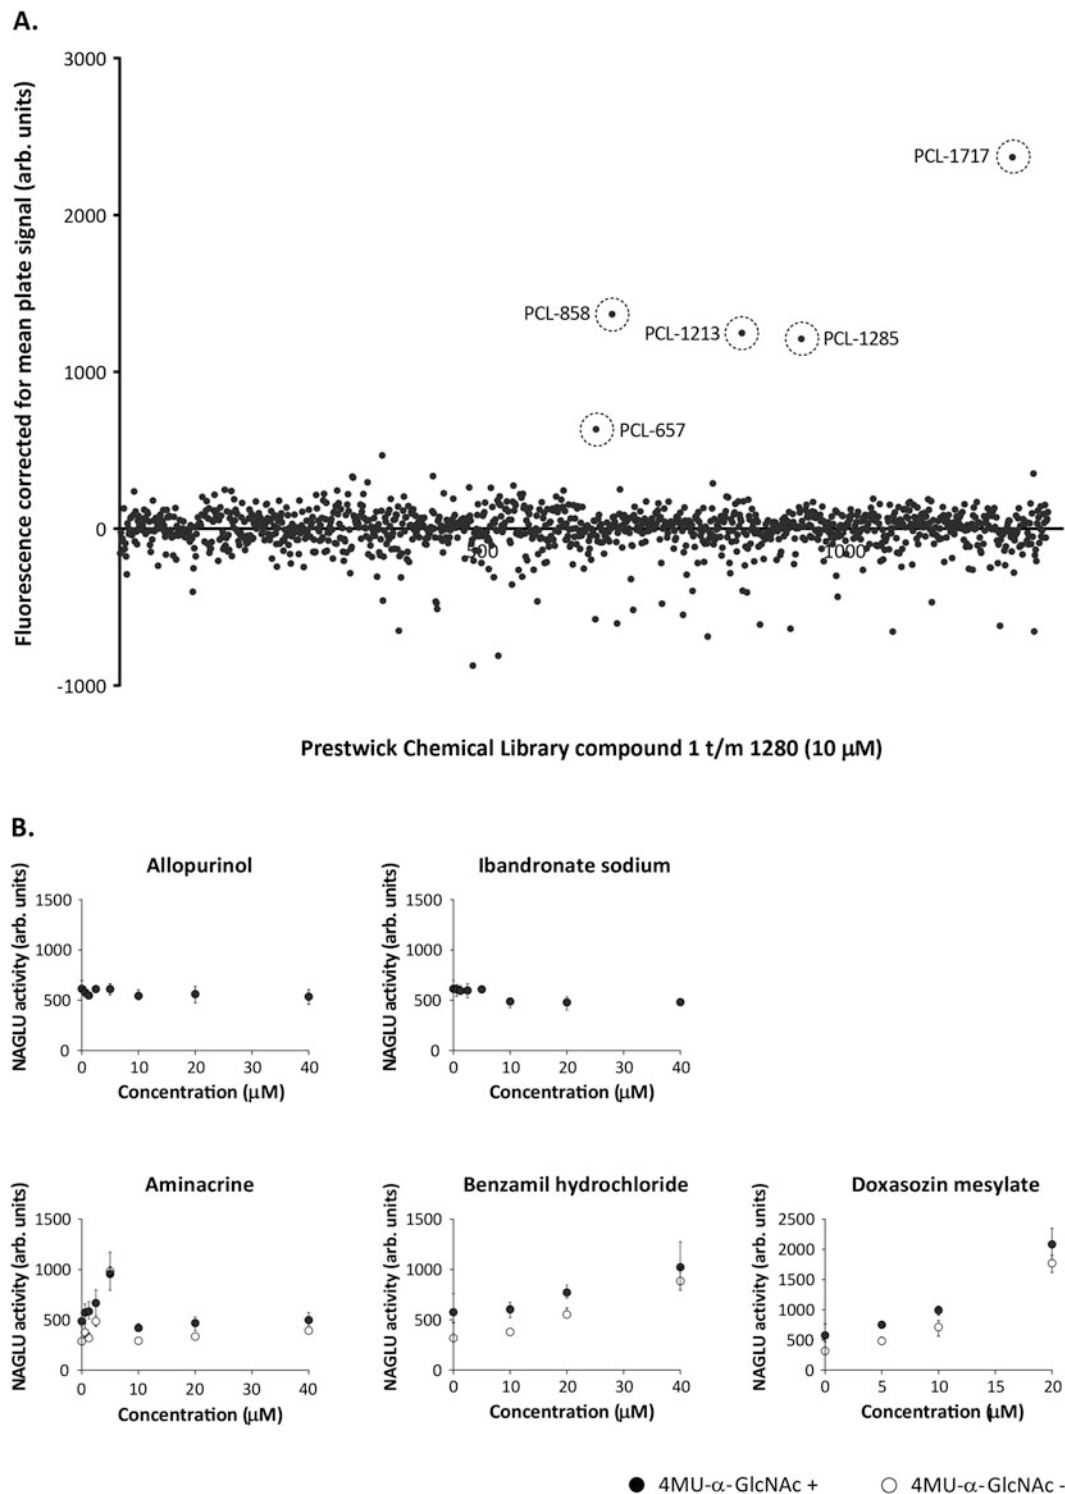 A.
Fluorescence corrected for mean plate signal (arb. units)
3000
2000
1000
0
-1000
PCL-1717
PCL-858
PCL-1213
PCL-1285
PCL-657
500
1000
Prestwick Chemical Library compound 1 t/m 1280 (10 μM)
B.
Allopurinol
NAGLU activity (arb. units)
1500
1000
500
0
0 10 20 30 40
Concentration (μM)
Ibandronate sodium
NAGLU activity (arb. units)
1500
1000
500
0
0 10 20 30 40
Concentration (μM)
Aminacrine
NAGLU activity (arb. units)
1500
1000
500
0
0 10 20 30 40
Concentration (μM)
Benzamil hydrochloride
NAGLU activity (arb. units)
1500
1000
500
0
0 10 20 30 40
Concentration (μM)
Doxasozin mesylate
NAGLU activity (arb. units)
2500
2000
1500
1000
500
0
0 5 10 15 20
Concentration (μM)
4MU-α-GlcNAc +
4MU-α-GlcNAc -